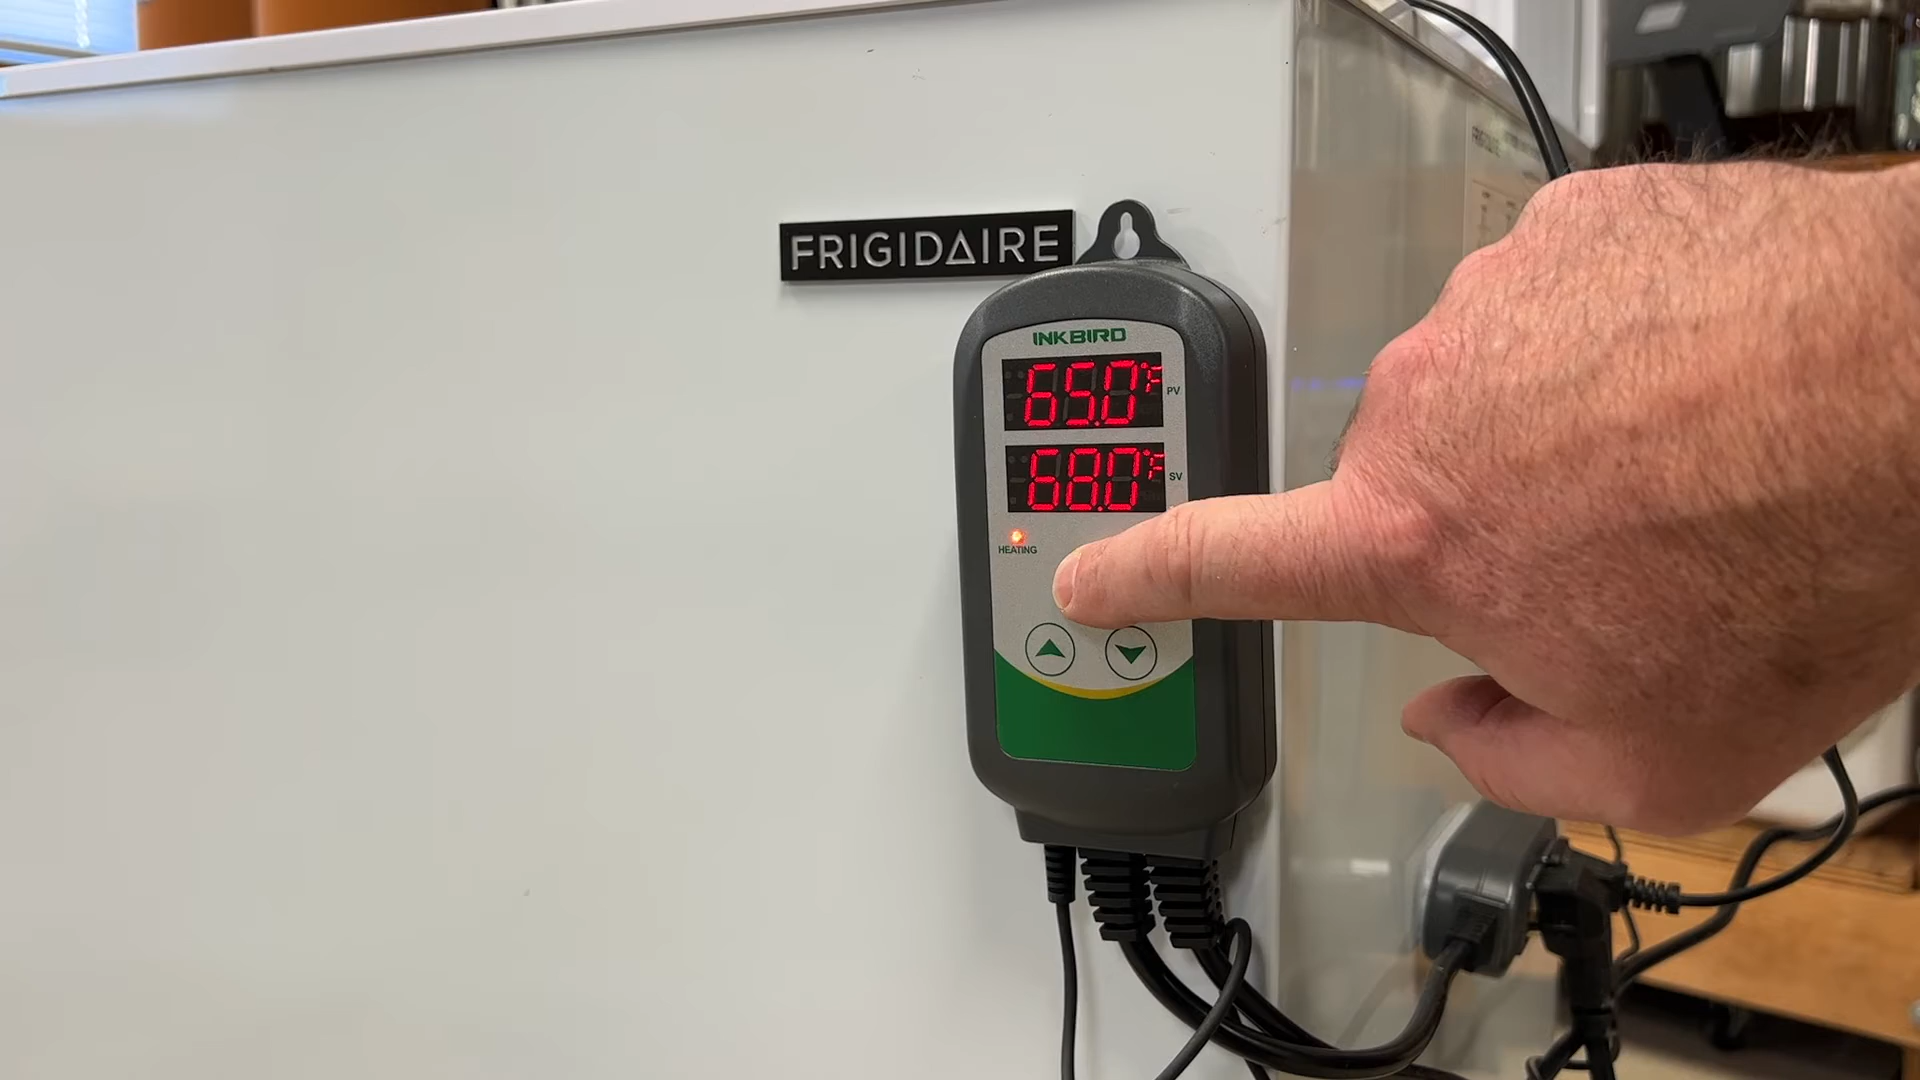 FRIGIDAIRE
INKBIRD
65.0°F PV
68.0°F SV
HEATING